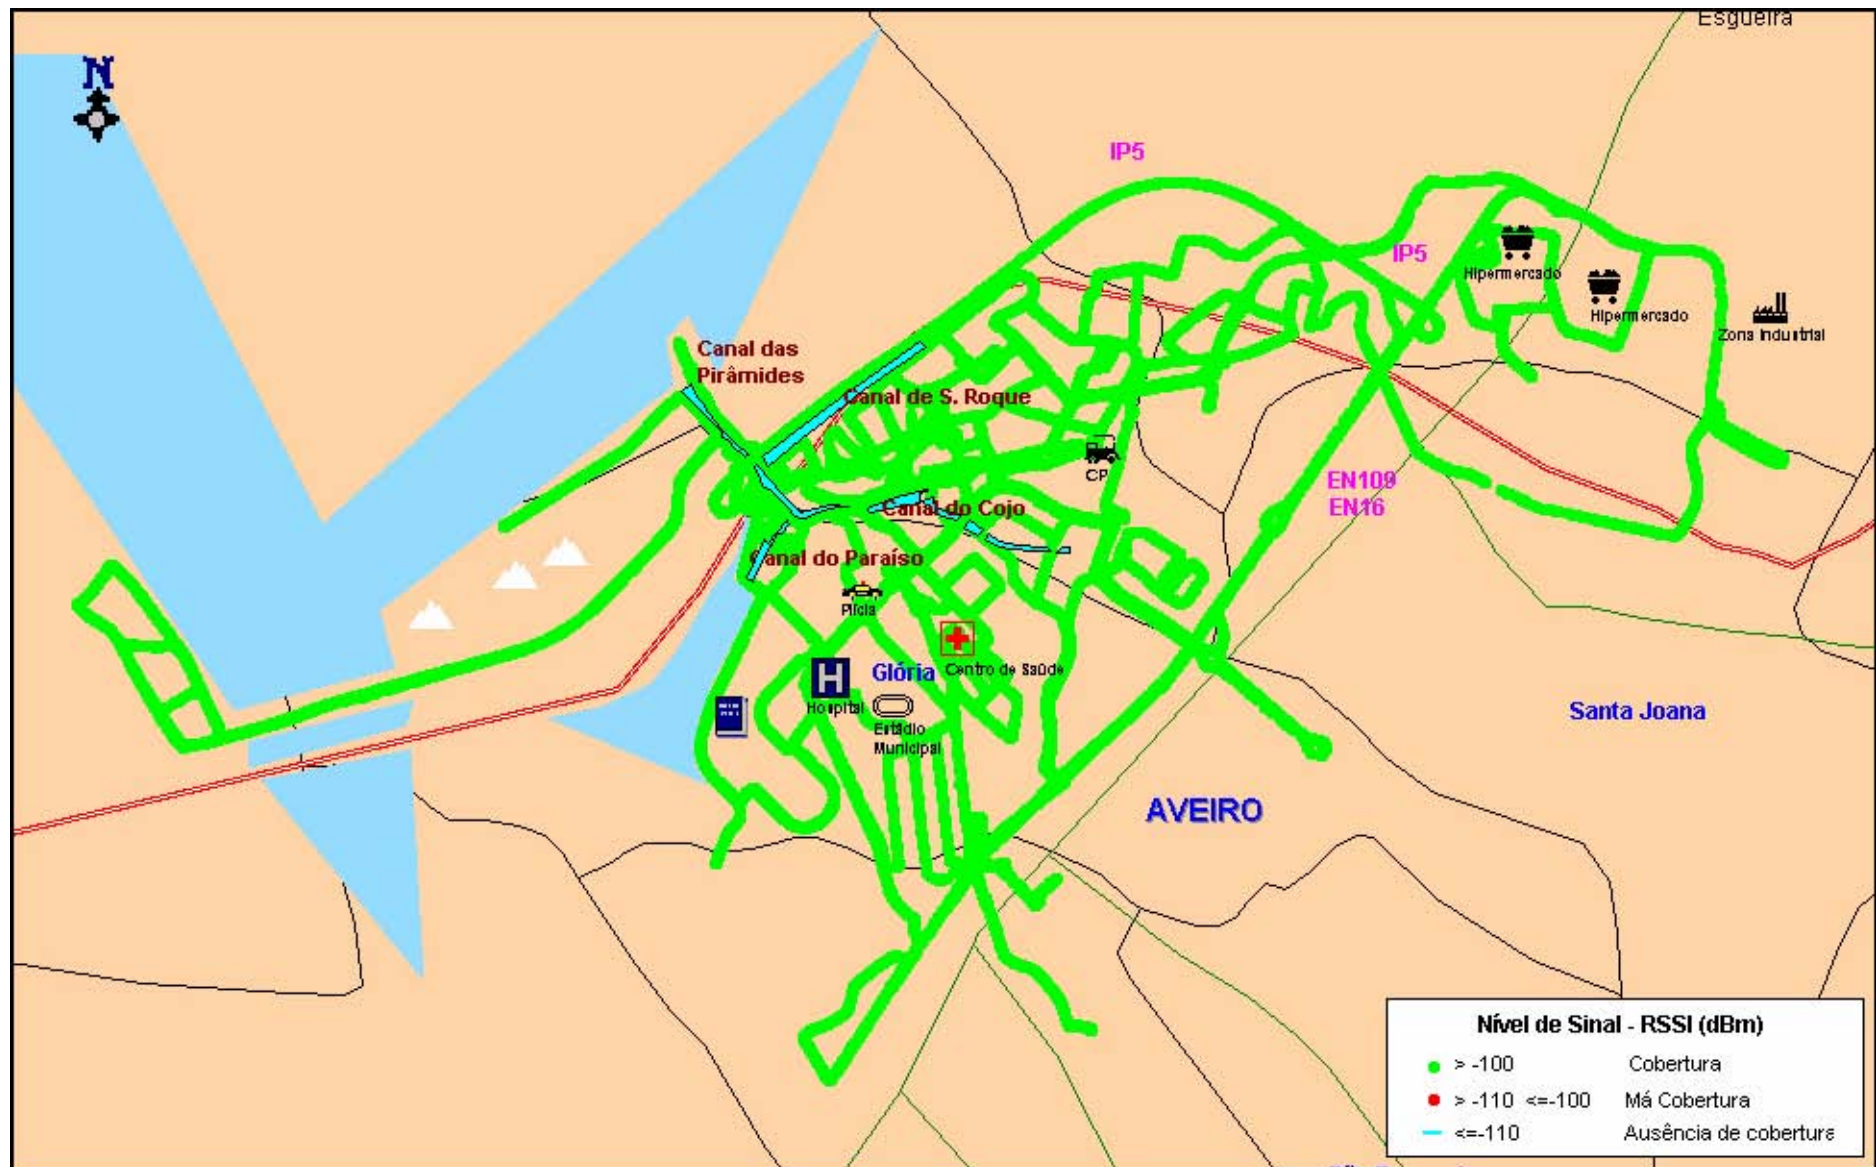 Esgueira
N
IP5
IP5
Hipermercado
Hipermercado
Zona Industrial
Canal das
Pirâmides
Canal de S. Roque
CP
EN109
EN16
Canal do Cojo
Canal do Paraíso
Plícia
Glória
Centro de Saúde
H
Hospital
Estádio
Municipal
Santa Joana
AVEIRO
Nível de Sinal - RSSI (dBm)
> -100 Cobertura
> -110 <=-100 Má Cobertura
<=-110 Ausência de cobertura